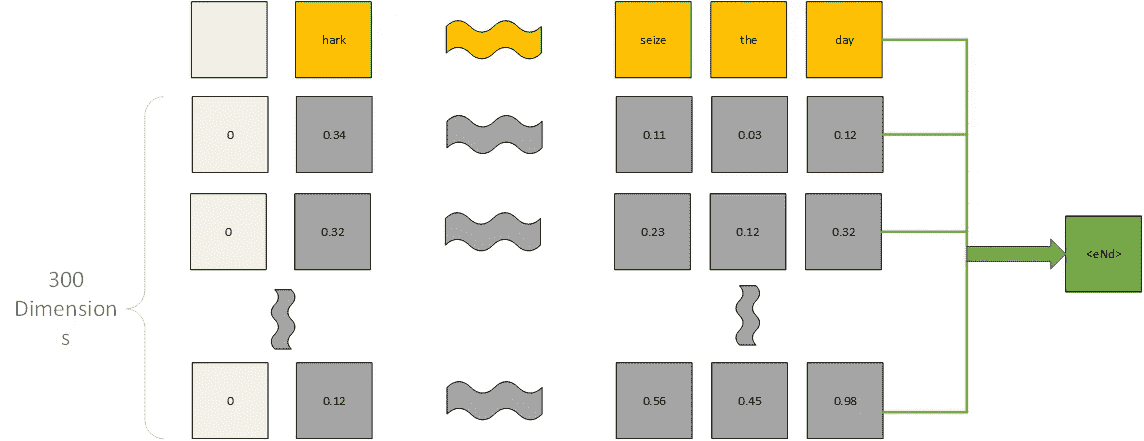 hark seize the day
0 0.34 0.11 0.03 0.12
0 0.32 0.23 0.12 0.32
<eNd>
300
Dimension
s
0 0.12 0.56 0.45 0.98